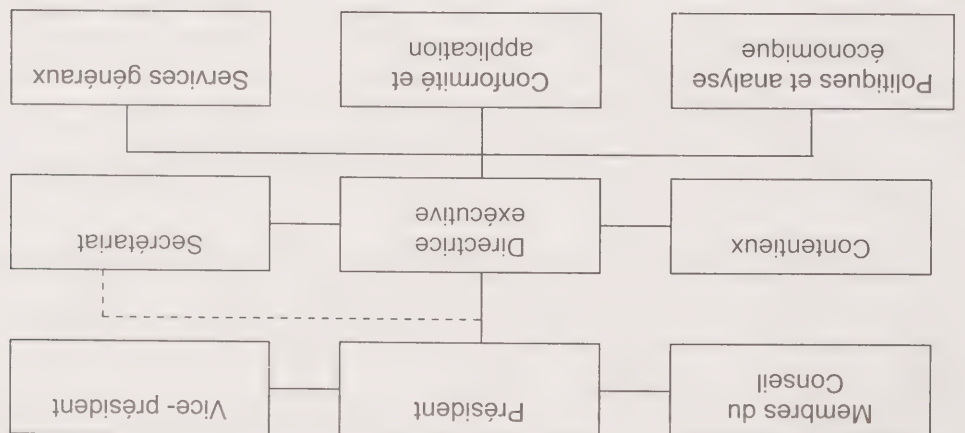 Membres du
Conseil
Président
Vice- président
Contentieux
Directrice
exécutive
Secrétariat
Politiques et analyse
économique
Conformité et
application
Services généraux